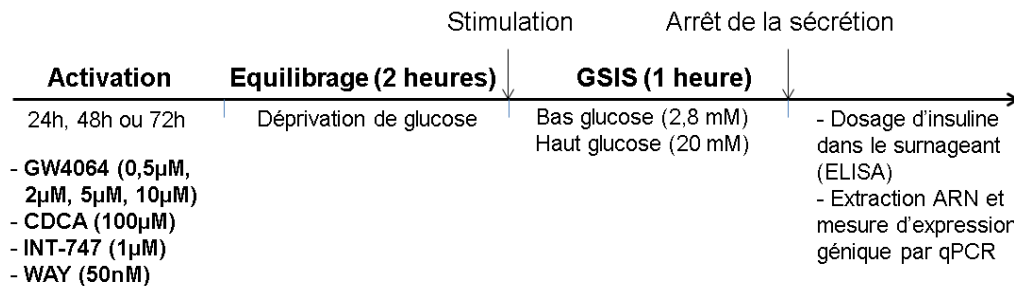 Stimulation
Arrêt de la sécrétion
Activation
Equilibrage (2 heures)
GSIS (1 heure)
24h, 48h ou 72h
Déprivation de glucose
Bas glucose (2,8 mM)
Haut glucose (20 mM)
- GW4064 (0,5µM,
2µM, 5µM, 10µM)
- CDCA (100µM)
- INT-747 (1µM)
- WAY (50nM)
- Dosage d'insuline
dans le surnageant
(ELISA)
- Extraction ARN et
mesure d'expression
génique par qPCR